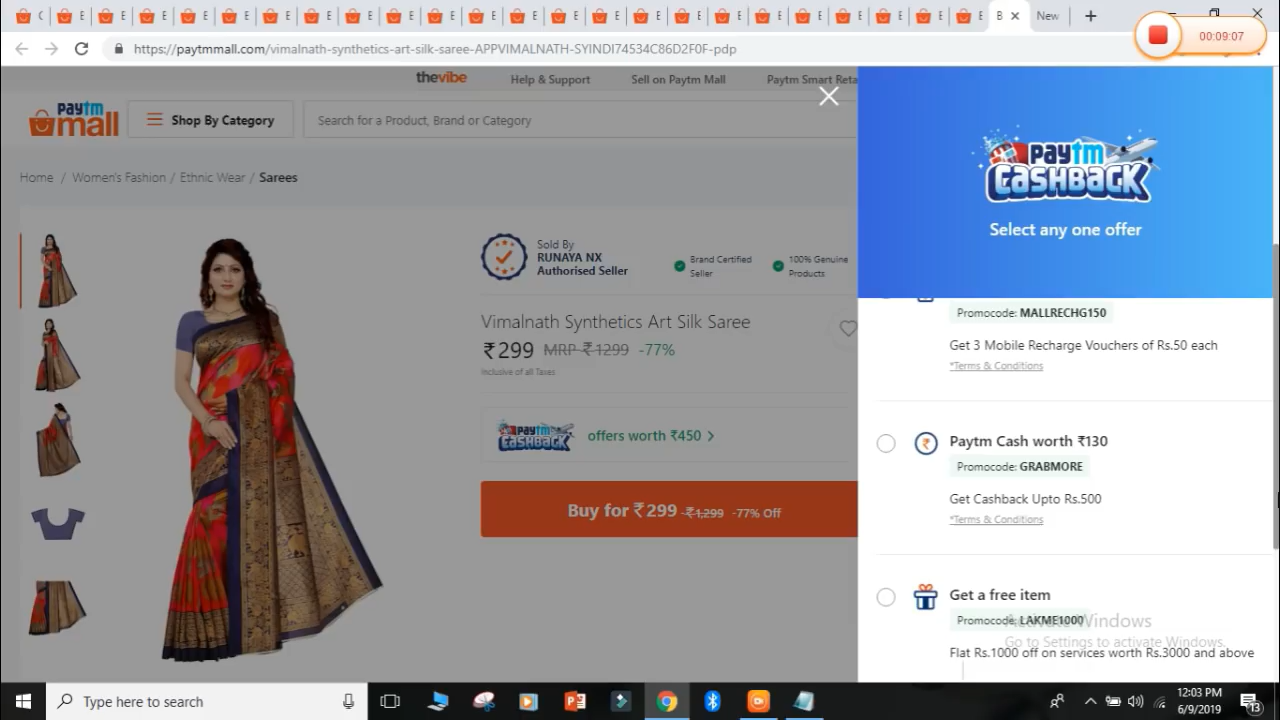 New
00:09:07
https://paytmmall.com/vimalnath-synthetics-art-silk-saree-APPVIMALNATH-SYINDI74534C86D2F0F-pdp
thevibe Help & Support Sell on Paytm Mall Paytm Smart Reta
paytm mall
Shop By Category
Search for a Product, Brand or Category
Home / Women's Fashion / Ethnic Wear / Sarees
Sold By
RUNAYA NX
Authorised Seller
Brand Certified
Seller
100% Genuine
Products
Vimalnath Synthetics Art Silk Saree
₹299 MRP ₹1299 -77%
Inclusive of all Taxes
paytm CASHBACK
offers worth ₹450 >
Buy for ₹299 -₹1,299 -77% Off
paytm
CASHBACK
Select any one offer
Promocode: MALLRECHG150
Get 3 Mobile Recharge Vouchers of Rs.50 each
*Terms & Conditions
Paytm Cash worth ₹130
Promocode: GRABMORE
Get Cashback Upto Rs.500
*Terms & Conditions
Get a free item
Promocode: LAKME1000
Activate Windows
Go to Settings to activate Windows.
Flat Rs.1000 off on services worth Rs.3000 and above
Type here to search
12:03 PM
6/9/2019
13